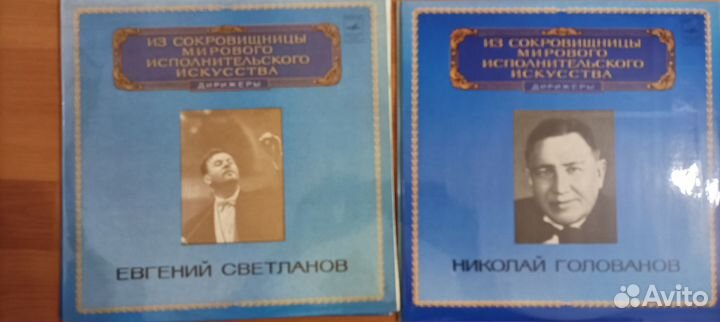 ИЗ СОКРОВИЩНИЦЫ
МИРОВОГО
ИСПОЛНИТЕЛЬСКОГО
ИСКУССТВА
ДИРИЖЕРЫ
ЕВГЕНИЙ СВЕТЛАНОВ
ИЗ СОКРОВИЩНИЦЫ
МИРОВОГО
ИСПОЛНИТЕЛЬСКОГО
ИСКУССТВА
ДИРИЖЕРЫ
НИКОЛАЙ ГОЛОВАНОВ
Avito